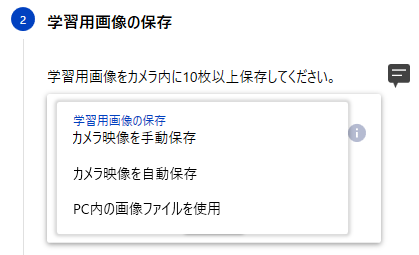 2 学習用画像の保存
学習用画像をカメラ内に10枚以上保存してください。
学習用画像の保存
カメラ映像を手動保存
カメラ映像を自動保存
PC内の画像ファイルを使用